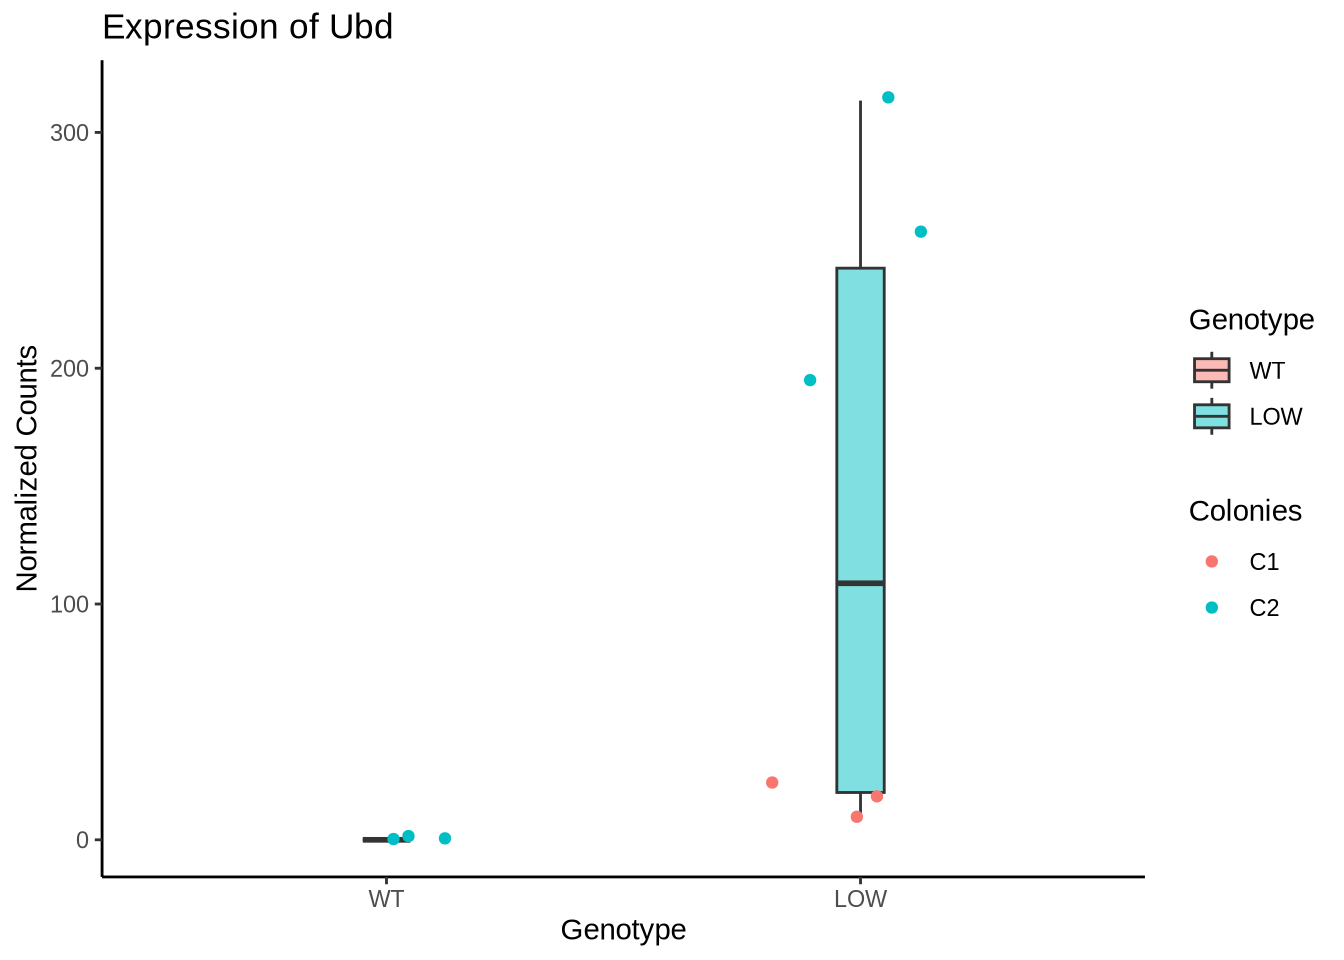 Expression of Ubd
Normalized Counts
300
200
100
0
WT
LOW
Genotype
Genotype
WT
LOW
Colonies
C1
C2